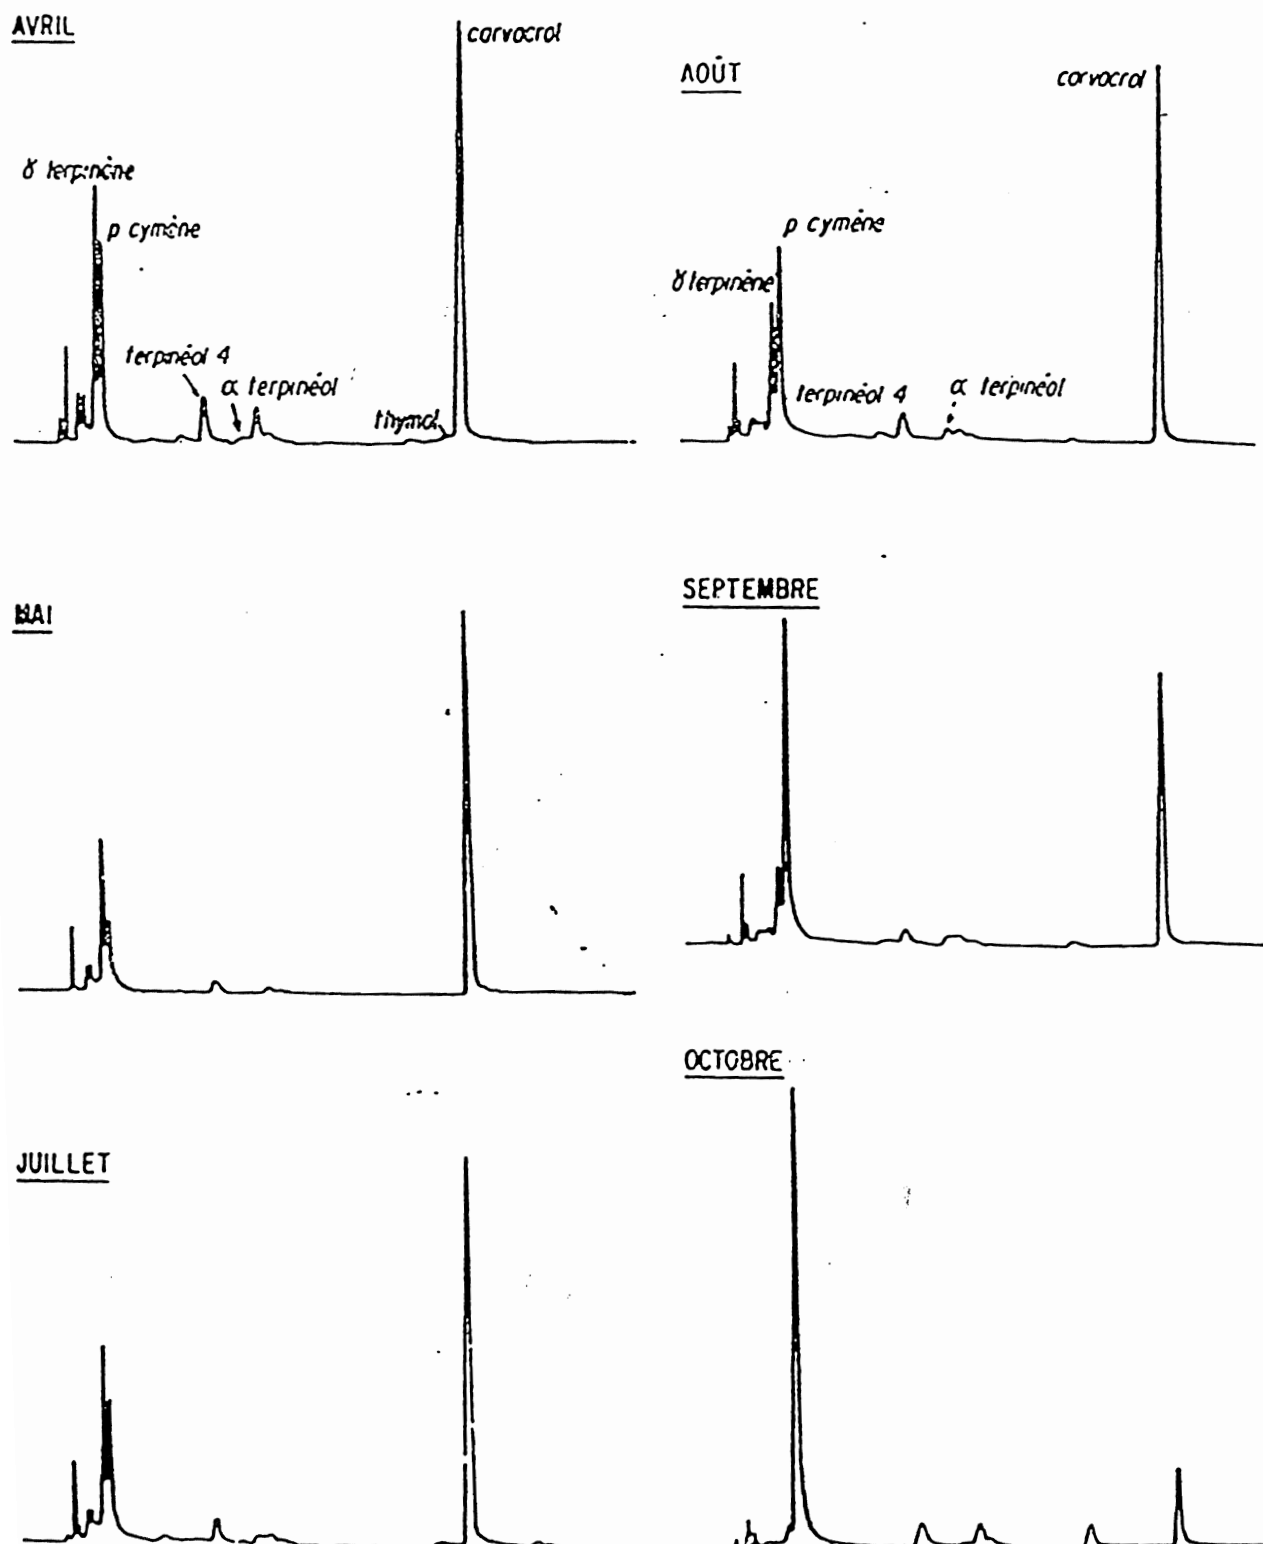 AVRIL
carvacrol
γ terpinène
p cymène
terpinéol 4
α terpinéol
thymol
AOÛT
carvacrol
p cymène
γ terpinène
terpinéol 4
α terpinéol
MAI
SEPTEMBRE
JUILLET
OCTOBRE